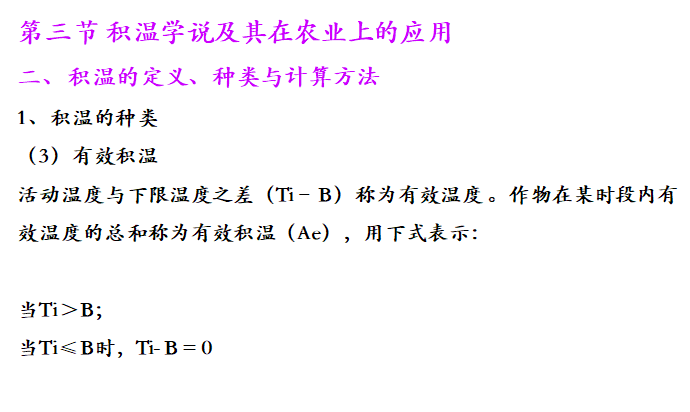 第三节 积温学说及其在农业上的应用
二、积温的定义、种类与计算方法
1、积温的种类
（3）有效积温
活动温度与下限温度之差（Ti－ B）称为有效温度。作物在某时段内有
效温度的总和称为有效积温（Ae），用下式表示：
当Ti＞B；
当Ti≤B时，Ti- B = 0